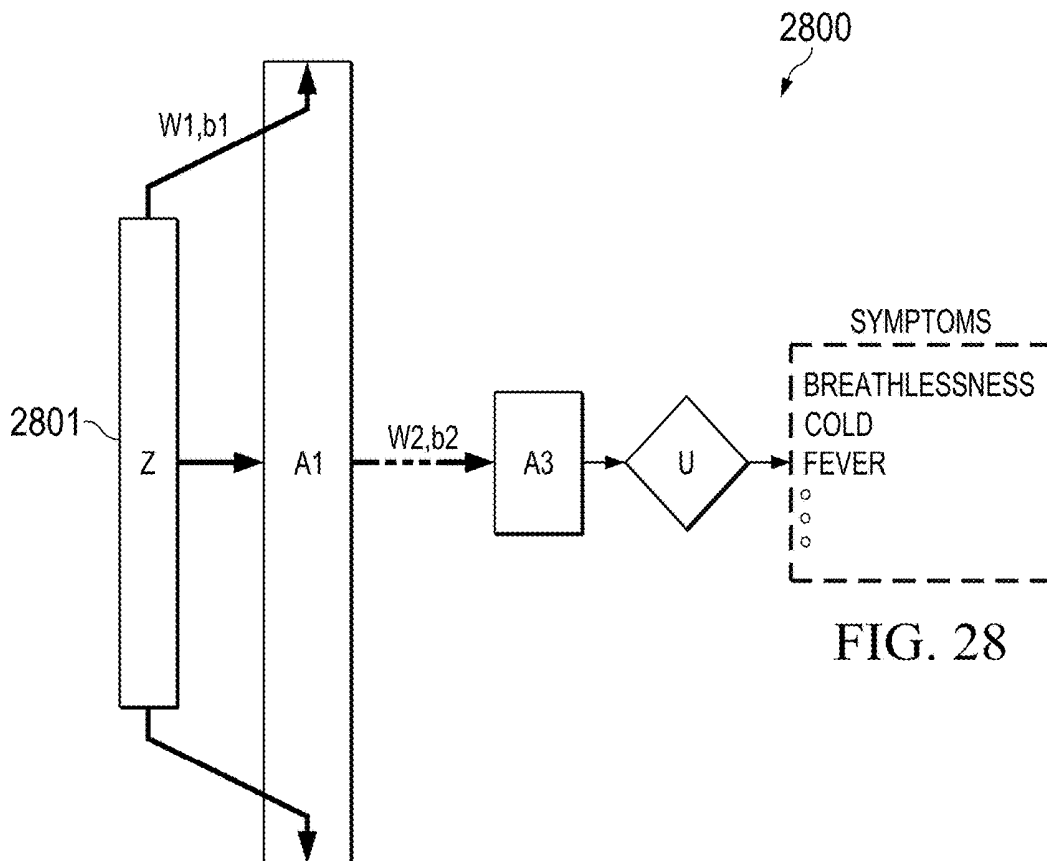 2800
W1,b1
SYMPTOMS
BREATHLESSNESS
COLD
2801
Z
A1
W2,b2
A3
U
FEVER
FIG. 28